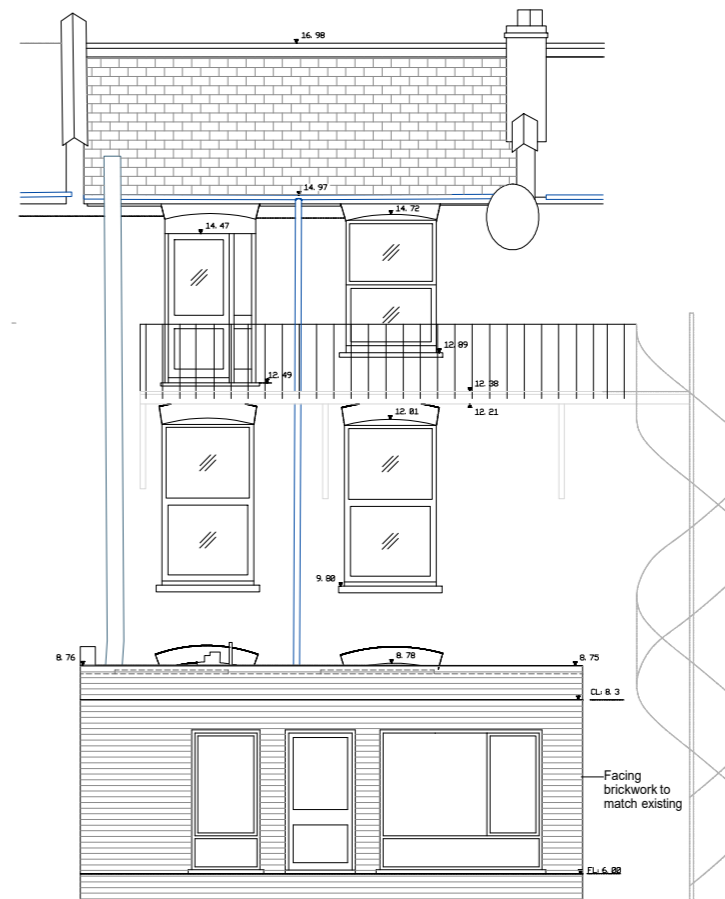 16. 98
14. 97
14. 72
14. 47
12. 89
12. 49
12. 38
12. 21
12. 01
9. 80
8. 76
8. 78
8. 75
CL: 8. 3
Facing
brickwork to
match existing
FL: 6. 00